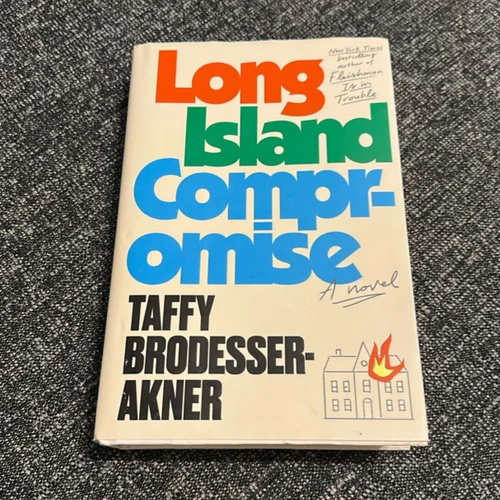 Long
New York Times
bestselling
author of
Fleishman
Is in
Trouble
Island
Compr-
omise
A novel
TAFFY
BRODESSER-
AKNER